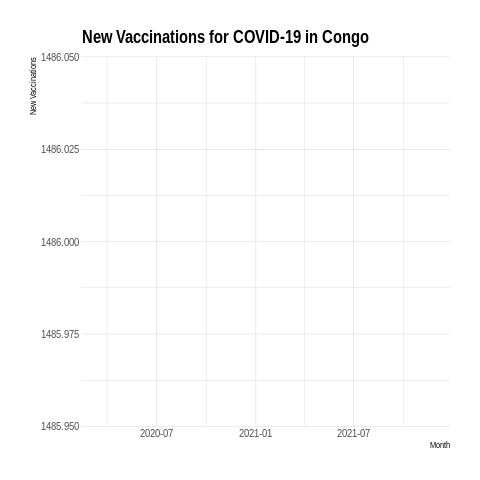 New Vaccinations for COVID-19 in Congo
New Vaccinations
1486.050
1486.025
1486.000
1485.975
1485.950
2020-07
2021-01
2021-07
Month